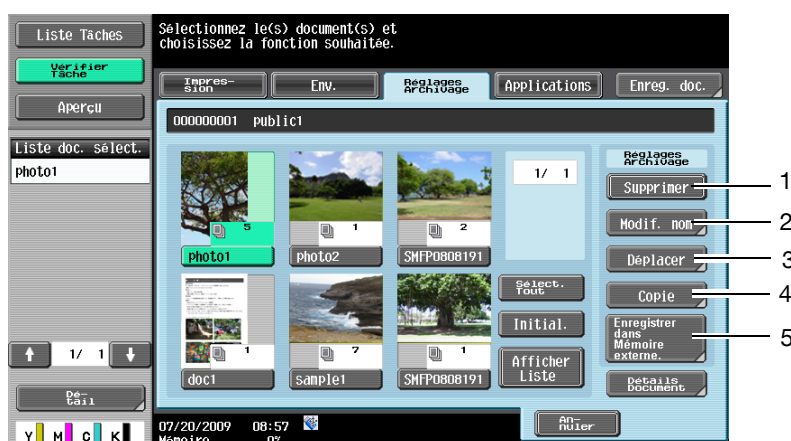 Liste Tâches
Sélectionnez le(s) document(s) et
choisissez la fonction souhaitée.
Vérifier
Tâche
Aperçu
Impres-
sion
Env.
Réglages
Archivage
Applications
Enreg. doc.
000000001 public1
Liste doc. sélect.
photo1
5
photo1
1
photo2
2
SMFP0808191
1/ 1
Réglages
Archivage
Supprimer
1
Modif. nom
2
Déplacer
3
Copie
4
Enregistrer
dans
Mémoire
externe.
5
Sélect.
Tout
Initial.
Afficher
Liste
1
doc1
7
sample1
1
SMFP0808191
Détails
Document
1/ 1
Dé-
tail
An-
nuler
07/20/2009 08:57
Mémoire 0%
Y M C K